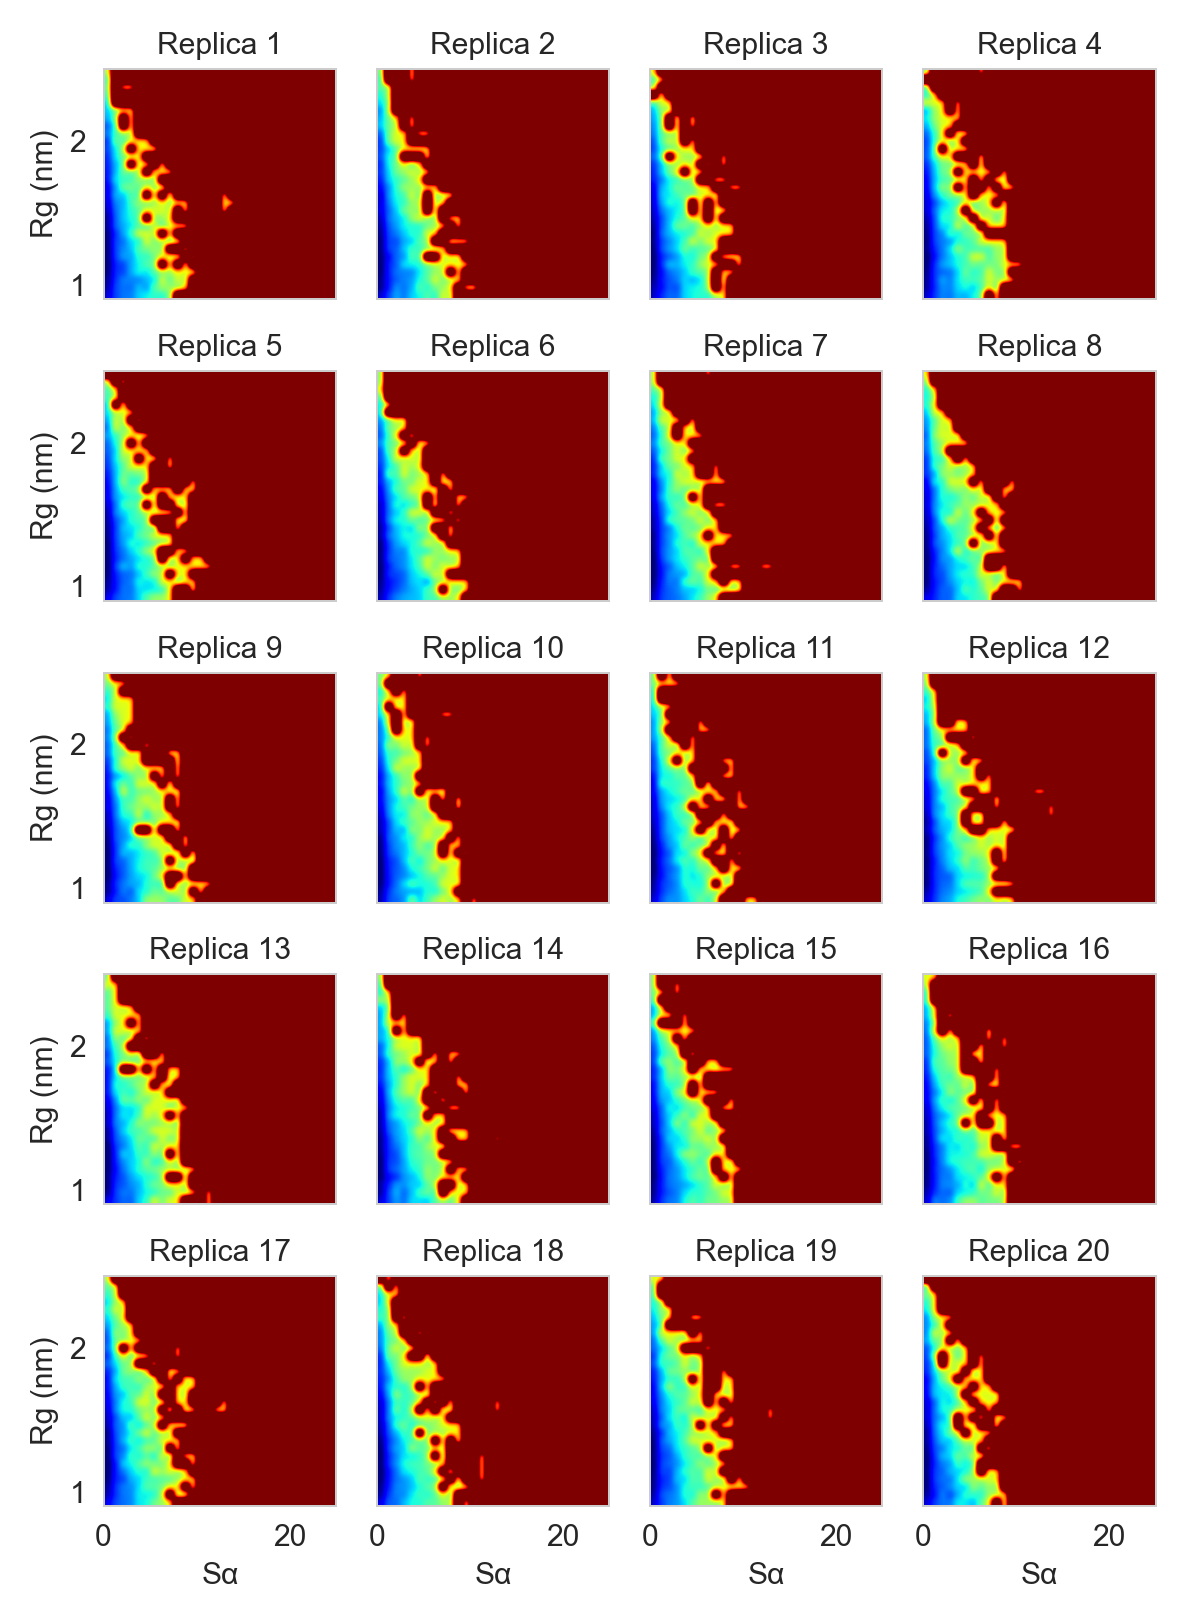 Replica 1 Replica 2 Replica 3 Replica 4
2
1
Rg (nm)
Replica 5 Replica 6 Replica 7 Replica 8
2
1
Rg (nm)
Replica 9 Replica 10 Replica 11 Replica 12
2
1
Rg (nm)
Replica 13 Replica 14 Replica 15 Replica 16
2
1
Rg (nm)
Replica 17 Replica 18 Replica 19 Replica 20
2
1
Rg (nm)
0 20 0 20 0 20 0 20
Sα Sα Sα Sα